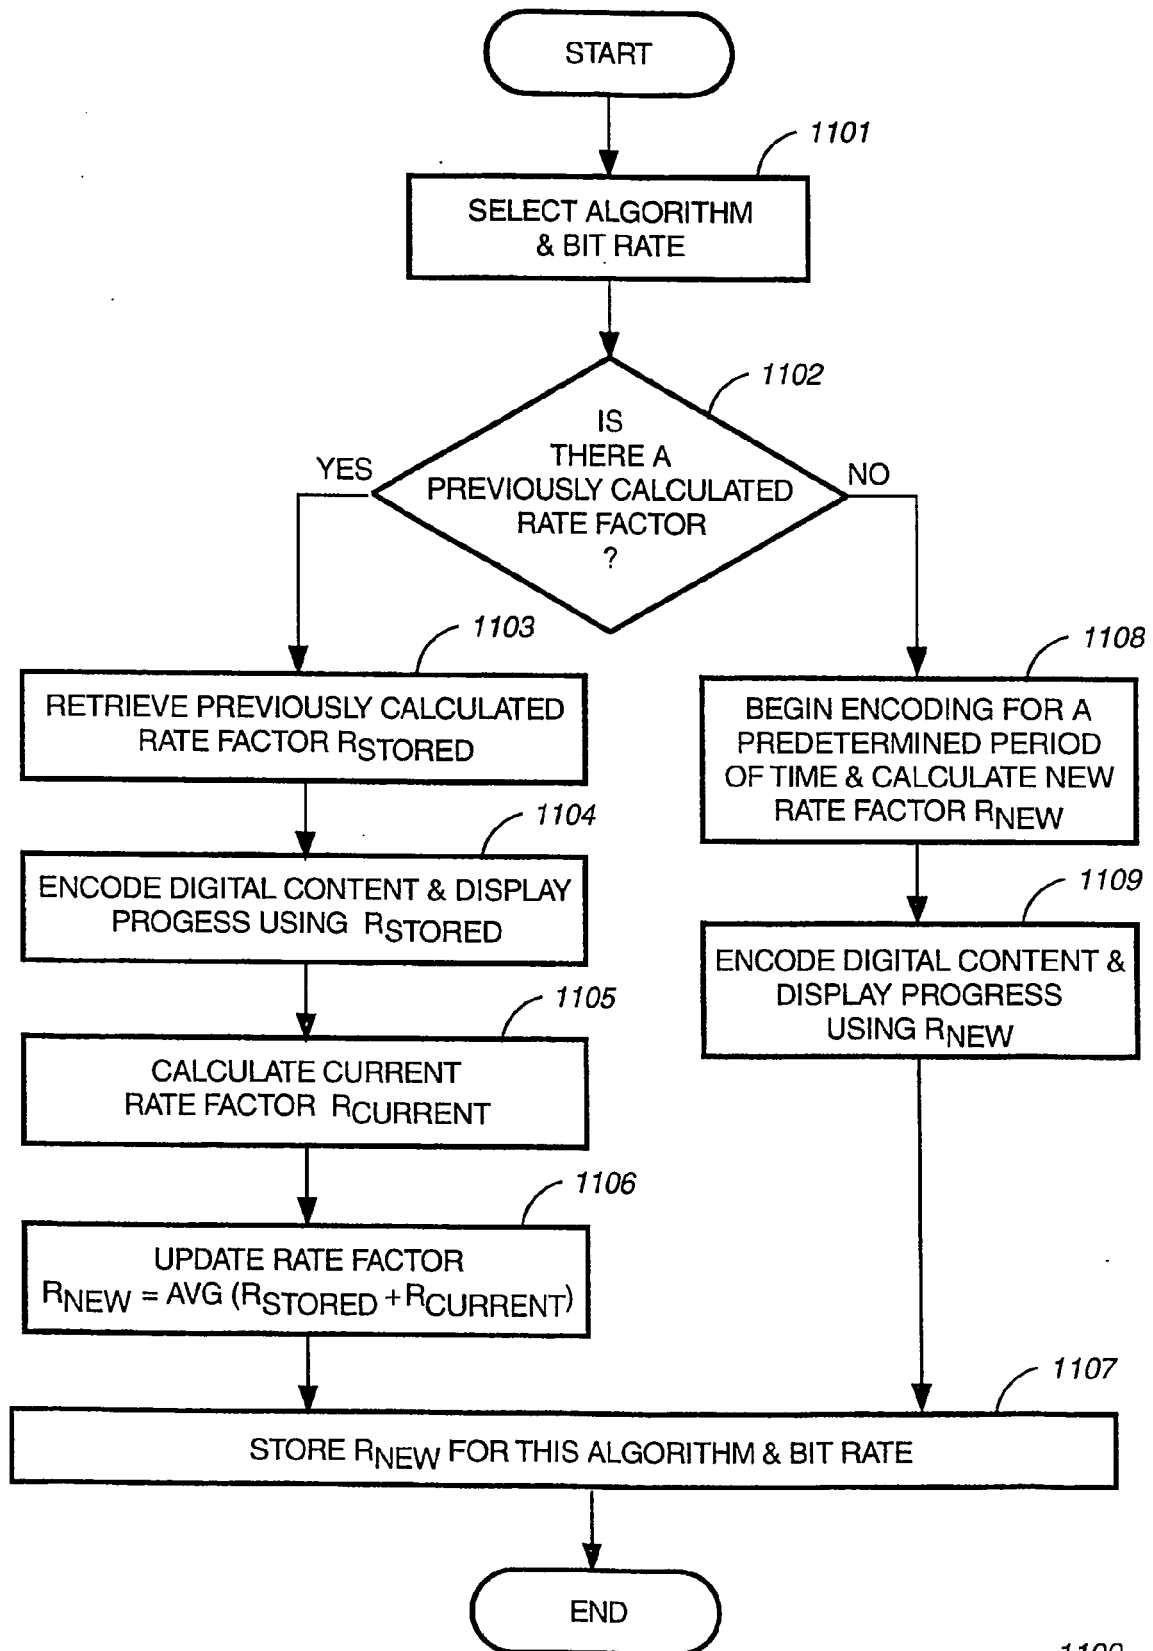 START
1101
SELECT ALGORITHM
& BIT RATE
1102
IS
THERE A
PREVIOUSLY CALCULATED
RATE FACTOR
?
YES
NO
1103
RETRIEVE PREVIOUSLY CALCULATED
RATE FACTOR RSTORED
1104
ENCODE DIGITAL CONTENT & DISPLAY
PROGESS USING RSTORED
1105
CALCULATE CURRENT
RATE FACTOR RCURRENT
1106
UPDATE RATE FACTOR
RNEW = AVG (RSTORED +RCURRENT)
1108
BEGIN ENCODING FOR A
PREDETERMINED PERIOD
OF TIME & CALCULATE NEW
RATE FACTOR RNEW
1109
ENCODE DIGITAL CONTENT &
DISPLAY PROGRESS
USING RNEW
1107
STORE RNEW FOR THIS ALGORITHM & BIT RATE
END